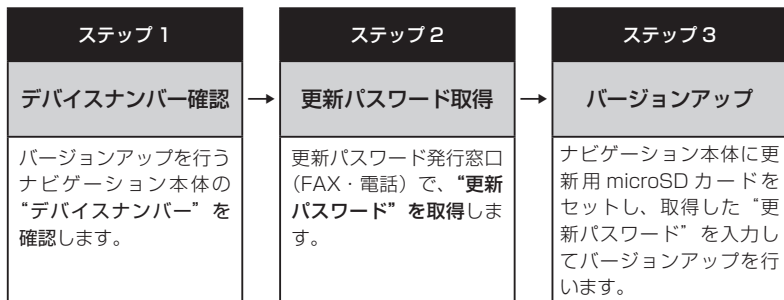 ステップ 1
デバイスナンバー確認
バージョンアップを行う
ナビゲーション本体の
“デバイスナンバー”を
確認します。
→
ステップ 2
更新パスワード取得
更新パスワード発行窓口
(FAX・電話)で、“更新
パスワード”を取得しま
す。
→
ステップ 3
バージョンアップ
ナビゲーション本体に更
新用 microSD カードを
セットし、取得した“更
新パスワード”を入力し
てバージョンアップを行
います。